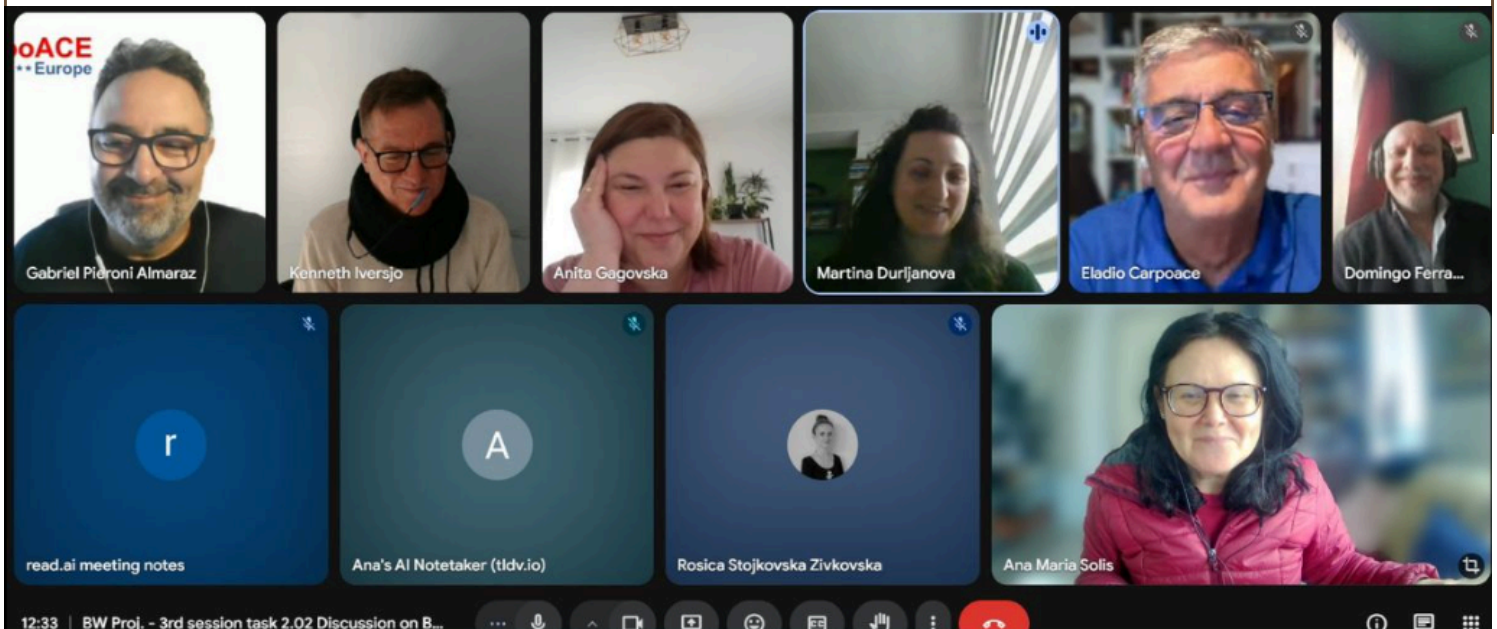 oACE
Europe
Gabriel Pieroni Almaraz
Kenneth Iversjo
Anita Gagovska
Martina Durljanova
Eladio Carpoace
Domingo Ferra...
r
read.ai meeting notes
A
Ana's AI Notetaker (tldv.io)
Rosica Stojkovska Zivkovska
Ana Maria Solis
12:33 | BW Proj. - 3rd session task 2.02 Discussion on B...